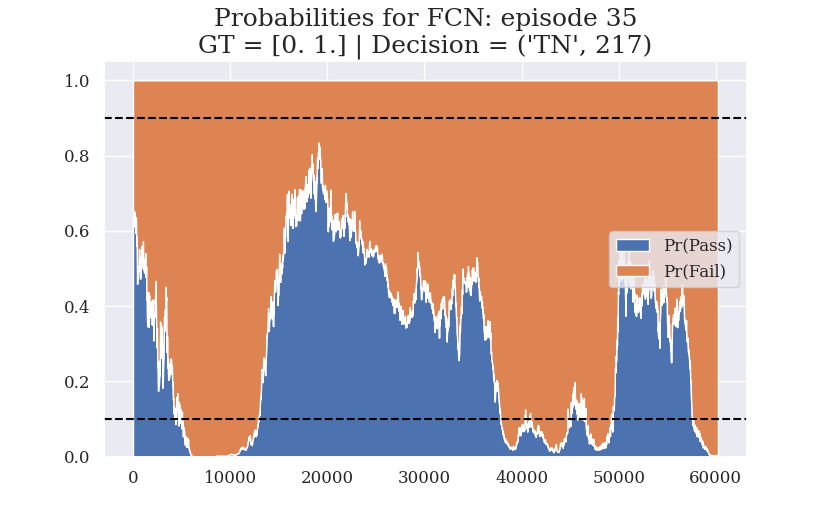 Probabilities for FCN: episode 35
GT = [0. 1.] | Decision = ('TN', 217)
1.0
0.8
0.6
0.4
0.2
0.0
Pr(Pass)
Pr(Fail)
0 10000 20000 30000 40000 50000 60000